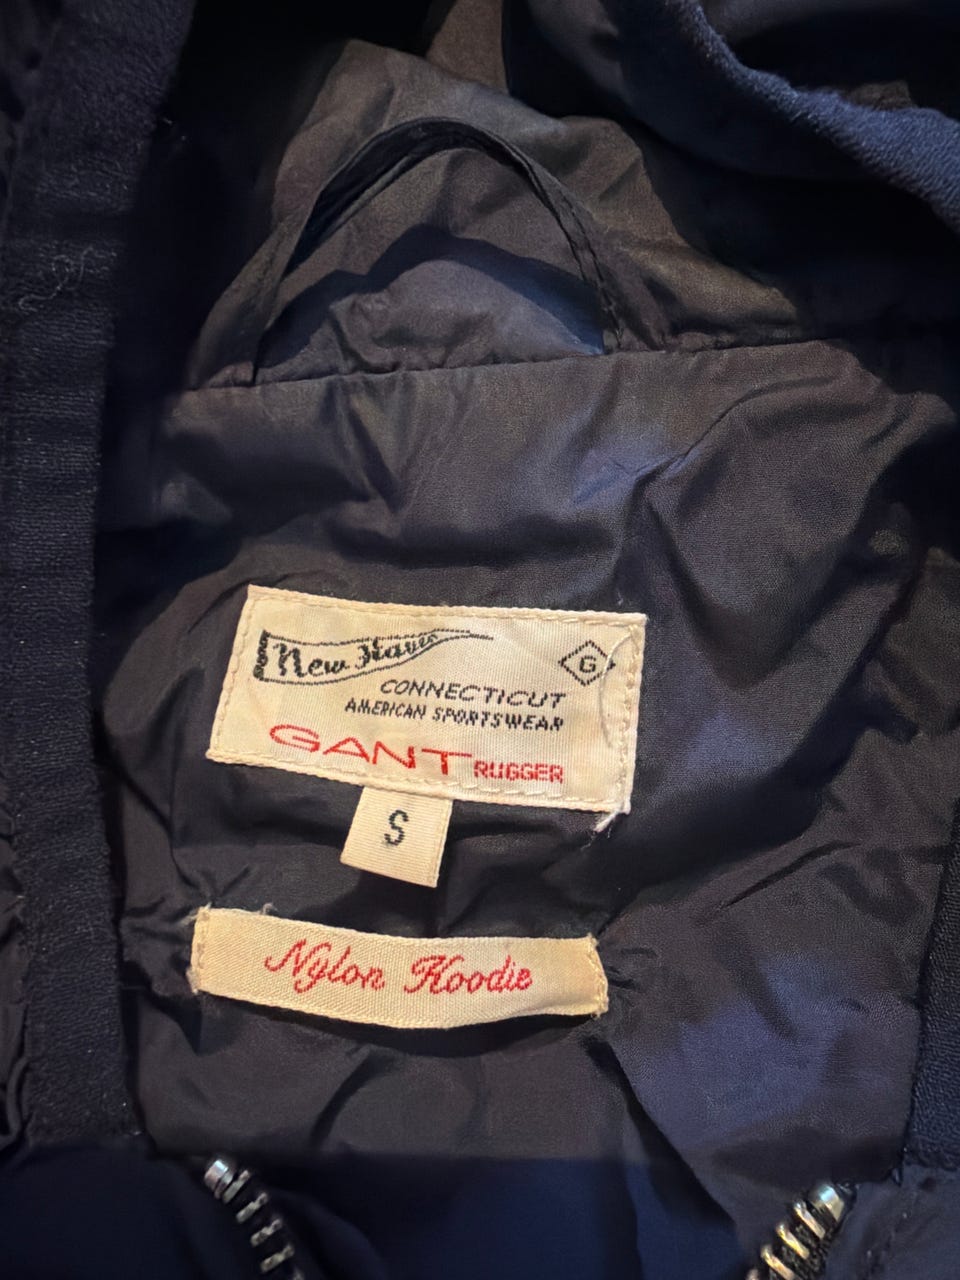 New Haven
G
CONNECTICUT
AMERICAN SPORTSWEAR
GANT RUGGER
S
Nylon Hoodie